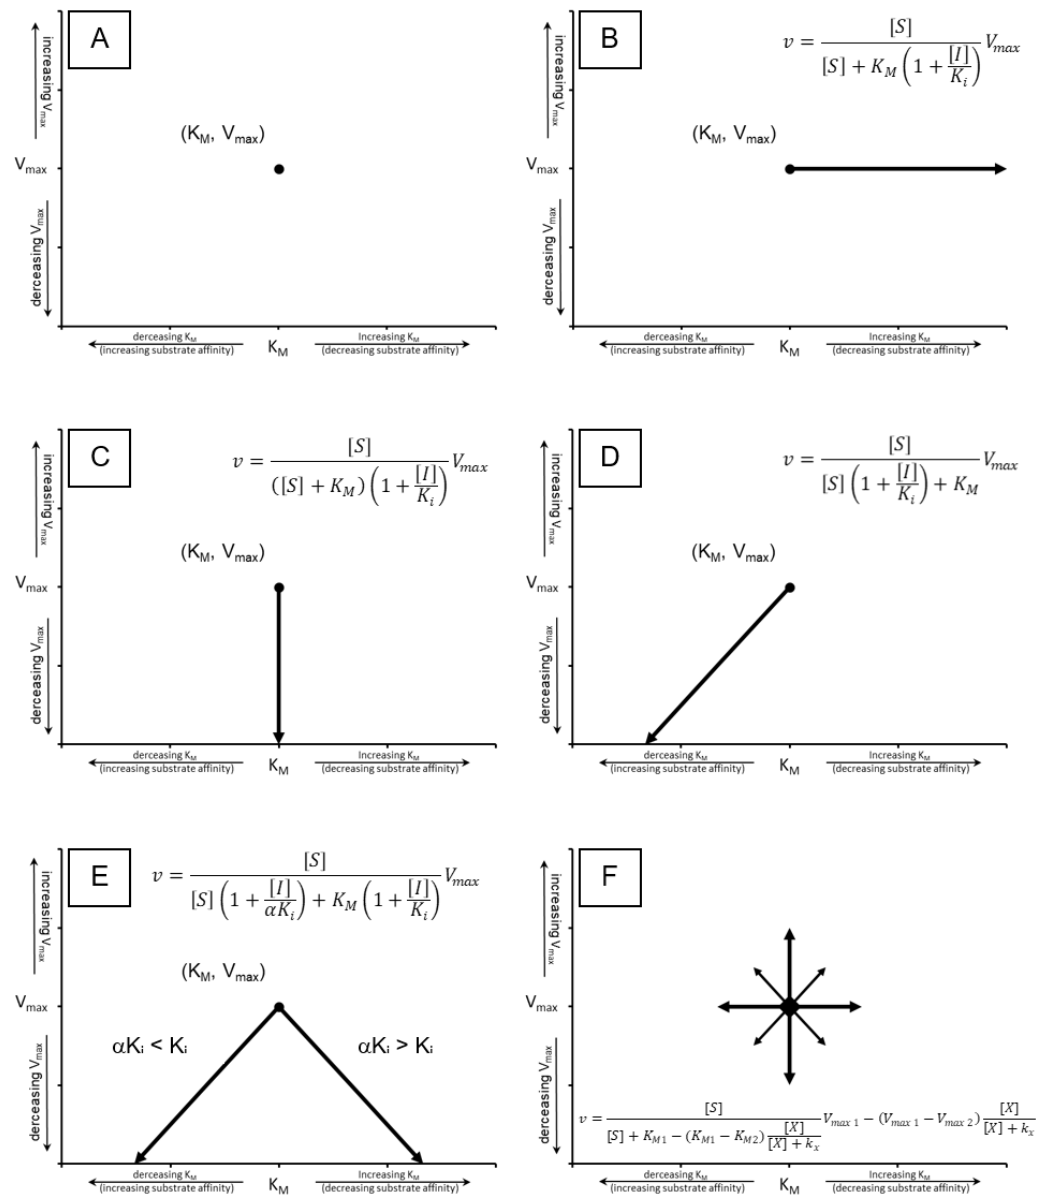 A
increasing Vmax
(KM, Vmax)
Vmax
derceasing Vmax
derceasing KM
(increasing substrate affinity)
KM
Increasing KM
(decreasing substrate affinity)
B
v = [S] / ([S] + KM (1 + [I]/Ki)) Vmax
increasing Vmax
(KM, Vmax)
Vmax
derceasing Vmax
derceasing KM
(increasing substrate affinity)
KM
Increasing KM
(decreasing substrate affinity)
C
v = [S] / (([S] + KM) (1 + [I]/Ki)) Vmax
increasing Vmax
(KM, Vmax)
Vmax
derceasing Vmax
derceasing KM
(increasing substrate affinity)
KM
Increasing KM
(decreasing substrate affinity)
D
v = [S] / ([S] (1 + [I]/Ki) + KM) Vmax
increasing Vmax
(KM, Vmax)
Vmax
derceasing Vmax
derceasing KM
(increasing substrate affinity)
KM
Increasing KM
(decreasing substrate affinity)
E
v = [S] / ([S] (1 + [I]/αKi) + KM (1 + [I]/Ki)) Vmax
increasing Vmax
(KM, Vmax)
Vmax
αKi < Ki
αKi > Ki
derceasing Vmax
derceasing KM
(increasing substrate affinity)
KM
Increasing KM
(decreasing substrate affinity)
F
increasing Vmax
Vmax
derceasing Vmax
v = [S] / ([S] + KM1 − (KM1 − KM2) [X]/([X] + kx)) Vmax 1 − (Vmax 1 − Vmax 2) [X]/([X] + kx)
derceasing KM
(increasing substrate affinity)
KM
Increasing KM
(decreasing substrate affinity)